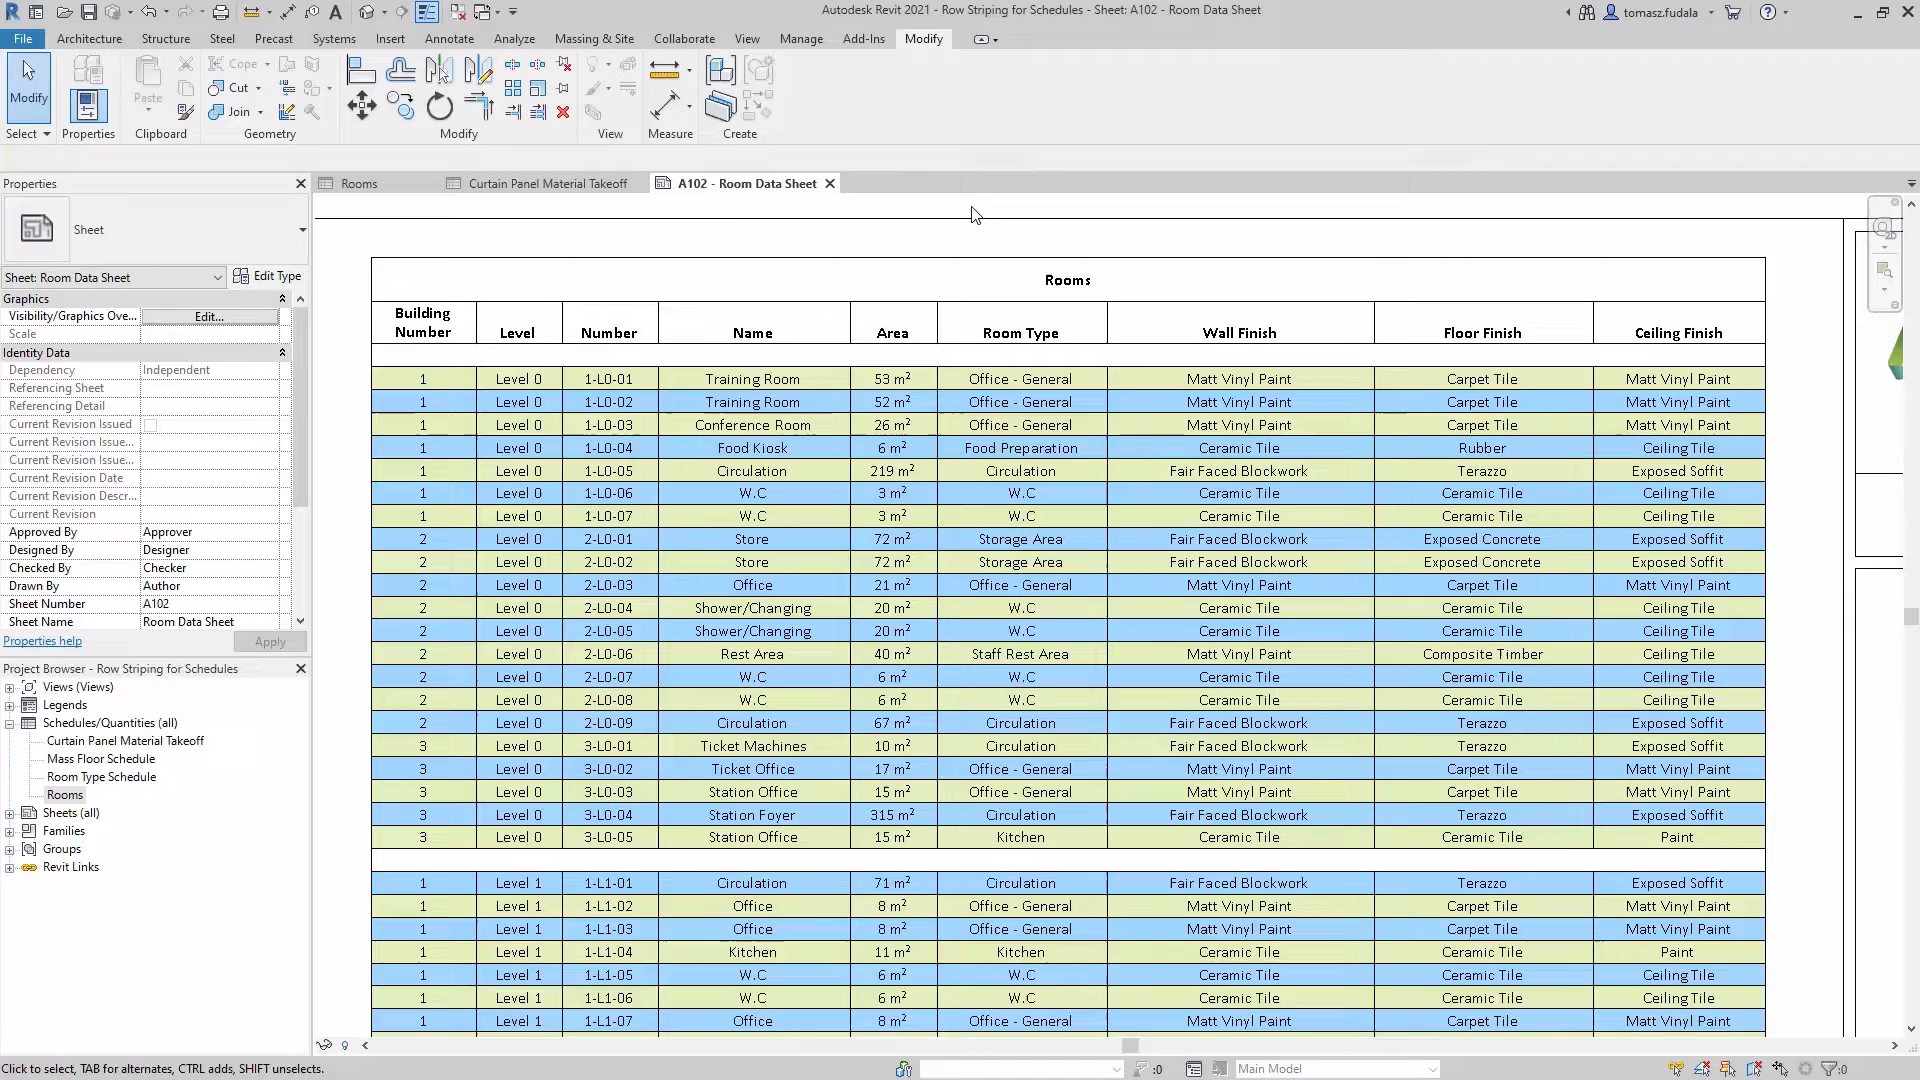 Autodesk Revit 2021 - Row Striping for Schedules - Sheet: A102 - Room Data Sheet
tomasz.fudala
File Architecture Structure Steel Precast Systems Insert Annotate Analyze Massing & Site Collaborate View Manage Add-Ins Modify
Cope
Cut
Join
Modify
Paste
Select Properties Clipboard Geometry Modify View Measure Create
Properties
Rooms Curtain Panel Material Takeoff A102 - Room Data Sheet
Sheet
Sheet: Room Data Sheet Edit Type
Graphics
Visibility/Graphics Ove... Edit...
Scale
Identity Data
Dependency Independent
Referencing Sheet
Referencing Detail
Current Revision Issued
Current Revision Issue...
Current Revision Issue...
Current Revision Date
Current Revision Descr...
Current Revision
Approved By Approver
Designed By Designer
Checked By Checker
Drawn By Author
Sheet Number A102
Sheet Name Room Data Sheet
Properties help Apply
Project Browser - Row Striping for Schedules
Views (Views)
Legends
Schedules/Quantities (all)
Curtain Panel Material Takeoff
Mass Floor Schedule
Room Type Schedule
Rooms
Sheets (all)
Families
Groups
Revit Links
Rooms
Building Number Level Number Name Area Room Type Wall Finish Floor Finish Ceiling Finish
1 Level 0 1-L0-01 Training Room 53 m² Office - General Matt Vinyl Paint Carpet Tile Matt Vinyl Paint
1 Level 0 1-L0-02 Training Room 52 m² Office - General Matt Vinyl Paint Carpet Tile Matt Vinyl Paint
1 Level 0 1-L0-03 Conference Room 26 m² Office - General Matt Vinyl Paint Carpet Tile Matt Vinyl Paint
1 Level 0 1-L0-04 Food Kiosk 6 m² Food Preparation Ceramic Tile Rubber Ceiling Tile
1 Level 0 1-L0-05 Circulation 219 m² Circulation Fair Faced Blockwork Terazzo Exposed Soffit
1 Level 0 1-L0-06 W.C 3 m² W.C Ceramic Tile Ceramic Tile Ceiling Tile
1 Level 0 1-L0-07 W.C 3 m² W.C Ceramic Tile Ceramic Tile Ceiling Tile
2 Level 0 2-L0-01 Store 72 m² Storage Area Fair Faced Blockwork Exposed Concrete Exposed Soffit
2 Level 0 2-L0-02 Store 72 m² Storage Area Fair Faced Blockwork Exposed Concrete Exposed Soffit
2 Level 0 2-L0-03 Office 21 m² Office - General Matt Vinyl Paint Carpet Tile Matt Vinyl Paint
2 Level 0 2-L0-04 Shower/Changing 20 m² W.C Ceramic Tile Ceramic Tile Ceiling Tile
2 Level 0 2-L0-05 Shower/Changing 20 m² W.C Ceramic Tile Ceramic Tile Ceiling Tile
2 Level 0 2-L0-06 Rest Area 40 m² Staff Rest Area Matt Vinyl Paint Composite Timber Ceiling Tile
2 Level 0 2-L0-07 W.C 6 m² W.C Ceramic Tile Ceramic Tile Ceiling Tile
2 Level 0 2-L0-08 W.C 6 m² W.C Ceramic Tile Ceramic Tile Ceiling Tile
2 Level 0 2-L0-09 Circulation 67 m² Circulation Fair Faced Blockwork Terazzo Exposed Soffit
3 Level 0 3-L0-01 Ticket Machines 10 m² Circulation Fair Faced Blockwork Terazzo Exposed Soffit
3 Level 0 3-L0-02 Ticket Office 17 m² Office - General Matt Vinyl Paint Carpet Tile Matt Vinyl Paint
3 Level 0 3-L0-03 Station Office 15 m² Office - General Matt Vinyl Paint Carpet Tile Matt Vinyl Paint
3 Level 0 3-L0-04 Station Foyer 315 m² Circulation Fair Faced Blockwork Terazzo Exposed Soffit
3 Level 0 3-L0-05 Station Office 15 m² Kitchen Ceramic Tile Ceramic Tile Paint
1 Level 1 1-L1-01 Circulation 71 m² Circulation Fair Faced Blockwork Terazzo Exposed Soffit
1 Level 1 1-L1-02 Office 8 m² Office - General Matt Vinyl Paint Carpet Tile Matt Vinyl Paint
1 Level 1 1-L1-03 Office 8 m² Office - General Matt Vinyl Paint Carpet Tile Matt Vinyl Paint
1 Level 1 1-L1-04 Kitchen 11 m² Kitchen Ceramic Tile Ceramic Tile Paint
1 Level 1 1-L1-05 W.C 6 m² W.C Ceramic Tile Ceramic Tile Ceiling Tile
1 Level 1 1-L1-06 W.C 6 m² W.C Ceramic Tile Ceramic Tile Ceiling Tile
1 Level 1 1-L1-07 Office 8 m² Office - General Matt Vinyl Paint Carpet Tile Matt Vinyl Paint
Click to select, TAB for alternates, CTRL adds, SHIFT unselects. :0 Main Model :0